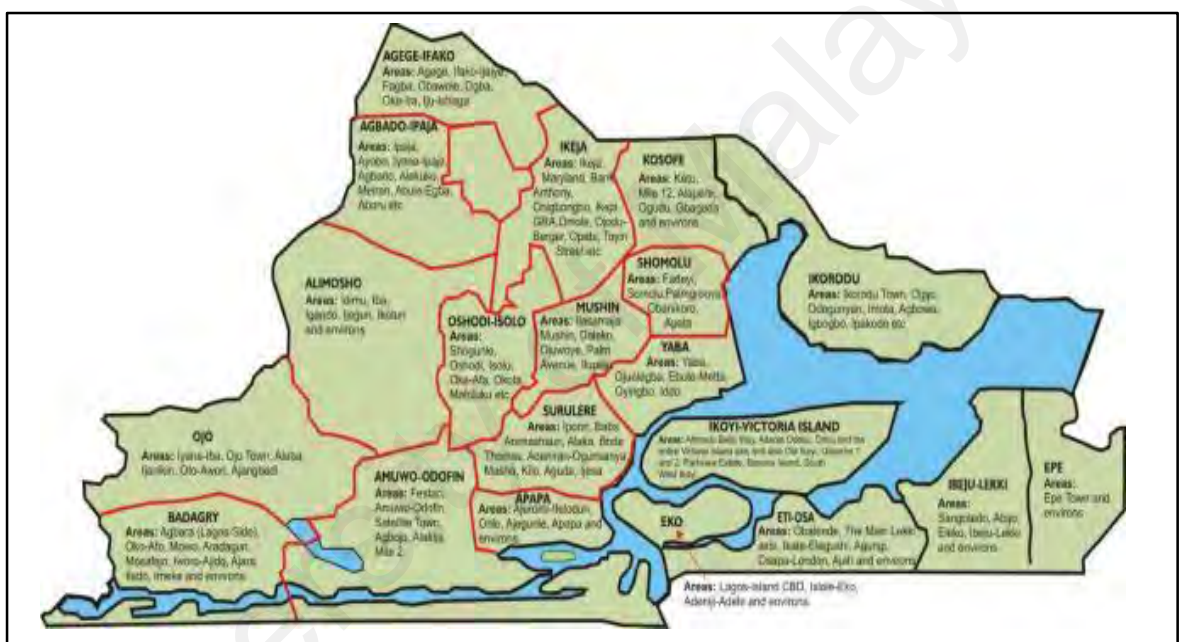 AGEGE-IFAKO
Areas: Agege, Ifako-Ijaiye,
Fagba, Obawole, Ogba,
Oke-Ira, Iju-Ishaga
AGBADO-IPAJA
Areas: Ipaja,
Ayobo, Iyana-Ipaja,
Agbado, Alakuko,
Meiran, Abule-Egba,
Aboru etc
IKEJA
Areas: Ikeja,
Maryland, Bank
Anthony,
Onigbongbo, Ikeja
GRA, Omole, Ojodu-
Berger, Opebi, Toyin
Street etc
KOSOFE
Areas: Ketu,
Mile 12, Alapere,
Ogudu, Gbagada
and environs
SHOMOLU
Areas: Fadeyi,
Somolu, Palmgroove
Obanikoro,
IKORODU
Areas: Ikorodu Town, Ogijo,
Odogunyan, Imota, Agbowa,
Igbogbo, Ipakodo etc
ALIMOSHO
Areas: Idimu, Iba,
Igando, Ijegun, Ikotun
and environs
OSHODI-ISOLO
Areas:
Shogunle,
Oshodi, Isolo,
Oke-Afa, Okota,
Mafoluku etc
MUSHIN
Areas: Ilasamaja
Mushin, Daleko,
Ojuwoye, Palm
Avenue, Ilupeju
YABA
Areas: Yaba,
Ojuelegba, Ebute-Metta,
Oyingbo, Iddo
SURULERE
Areas: Iponri, Baba
Animashaun, Alaka, Bode
Thomas, Adeniran-Ogunsanya
Masha, Kilo, Aguda, Ijesa
IKOYI-VICTORIA ISLAND
OJO
Areas: Iyana-Iba, Ojo Town, Alaba
Ijanikin, Oto-Awori, Ajangbadi
AMUWO-ODOFIN
Areas: Festac,
Amuwo-Odofin,
Satellite Town,
Agboju, Alakija,
Mile 2
APAPA
Areas: Ajeromi-Ifelodun,
Orile, Ajegunle, Apapa and
environs
BADAGRY
Areas: Agbara (Lagos-Side),
Oko-Afo, Mowo, Aradagun,
Mosafejo, Iworo-Ajido, Ajara
Imeke and environs
EKO
ETI-OSA
Areas: Obalende, The Main Lekki
axis, Ikate-Elegushi, Agungi,
Osapa-London, Ajah and environs
IBEJU-LEKKI
Areas:
Sangotedo, Abijo,
Eleko, Ibeju-Lekki
and environs
EPE
Areas:
Epe Town and
environs
Areas: Lagos-Island CBD, Isale-Eko,
Adeniji-Adele and environs.